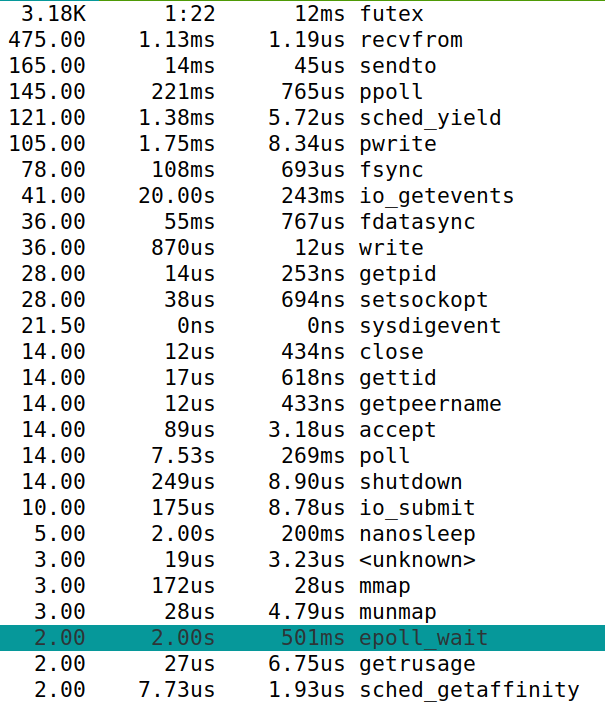 3.18K 1:22 12ms futex
475.00 1.13ms 1.19us recvfrom
165.00 14ms 45us sendto
145.00 221ms 765us ppoll
121.00 1.38ms 5.72us sched_yield
105.00 1.75ms 8.34us pwrite
78.00 108ms 693us fsync
41.00 20.00s 243ms io_getevents
36.00 55ms 767us fdatasync
36.00 870us 12us write
28.00 14us 253ns getpid
28.00 38us 694ns setsockopt
21.50 0ns 0ns sysdigevent
14.00 12us 434ns close
14.00 17us 618ns gettid
14.00 12us 433ns getpeername
14.00 89us 3.18us accept
14.00 7.53s 269ms poll
14.00 249us 8.90us shutdown
10.00 175us 8.78us io_submit
5.00 2.00s 200ms nanosleep
3.00 19us 3.23us <unknown>
3.00 172us 28us mmap
3.00 28us 4.79us munmap
2.00 2.00s 501ms epoll_wait
2.00 27us 6.75us getrusage
2.00 7.73us 1.93us sched_getaffinity